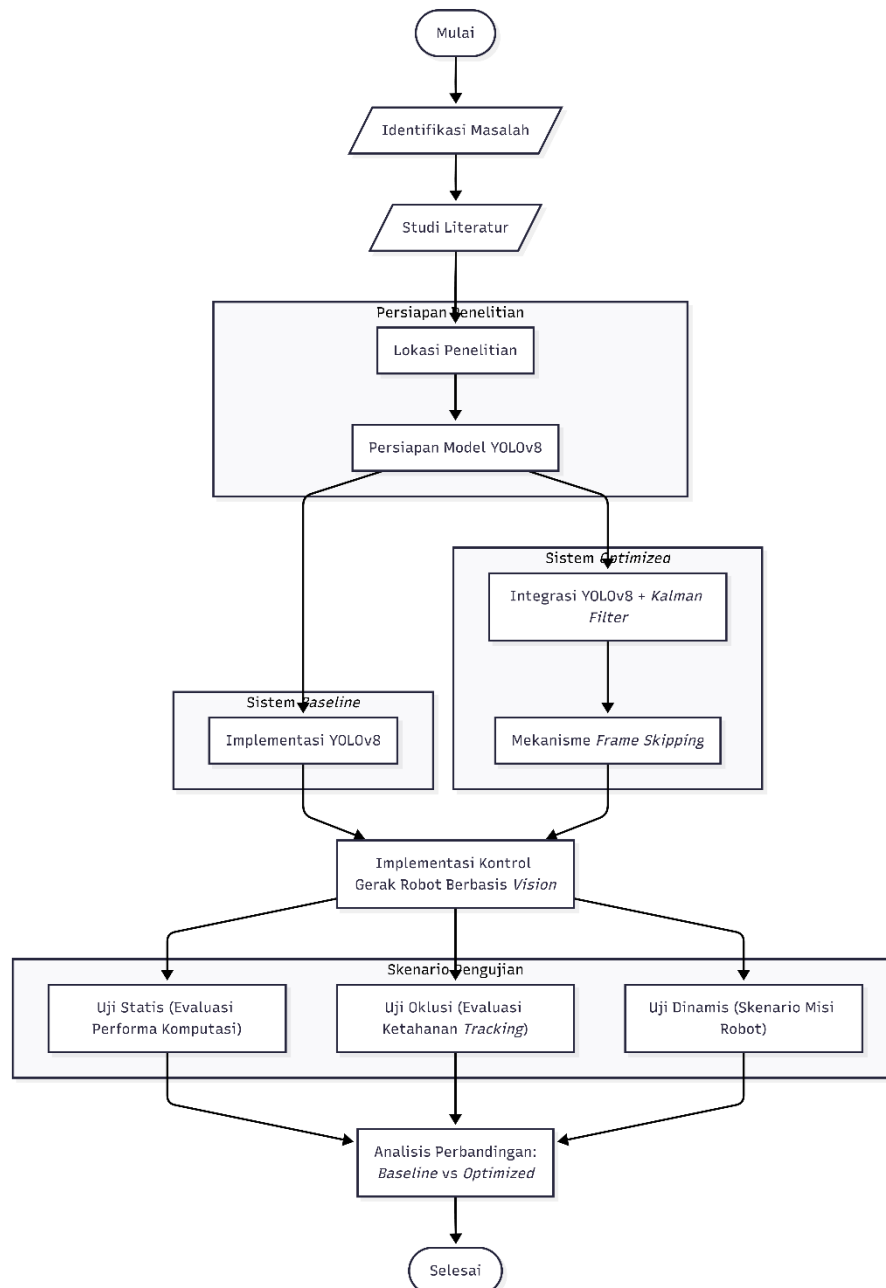 Mulai
Identifikasi Masalah
Studi Literatur
Persiapan Penelitian
Lokasi Penelitian
Persiapan Model YOLOv8
Sistem Optimized
Integrasi YOLOv8 + Kalman
Filter
Sistem Baseline
Implementasi YOLOv8
Mekanisme Frame Skipping
Implementasi Kontrol
Gerak Robot Berbasis Vision
Skenario Pengujian
Uji Statis (Evaluasi
Performa Komputasi)
Uji Oklusi (Evaluasi
Ketahanan Tracking)
Uji Dinamis (Skenario Misi
Robot)
Analisis Perbandingan:
Baseline vs Optimized
Selesai